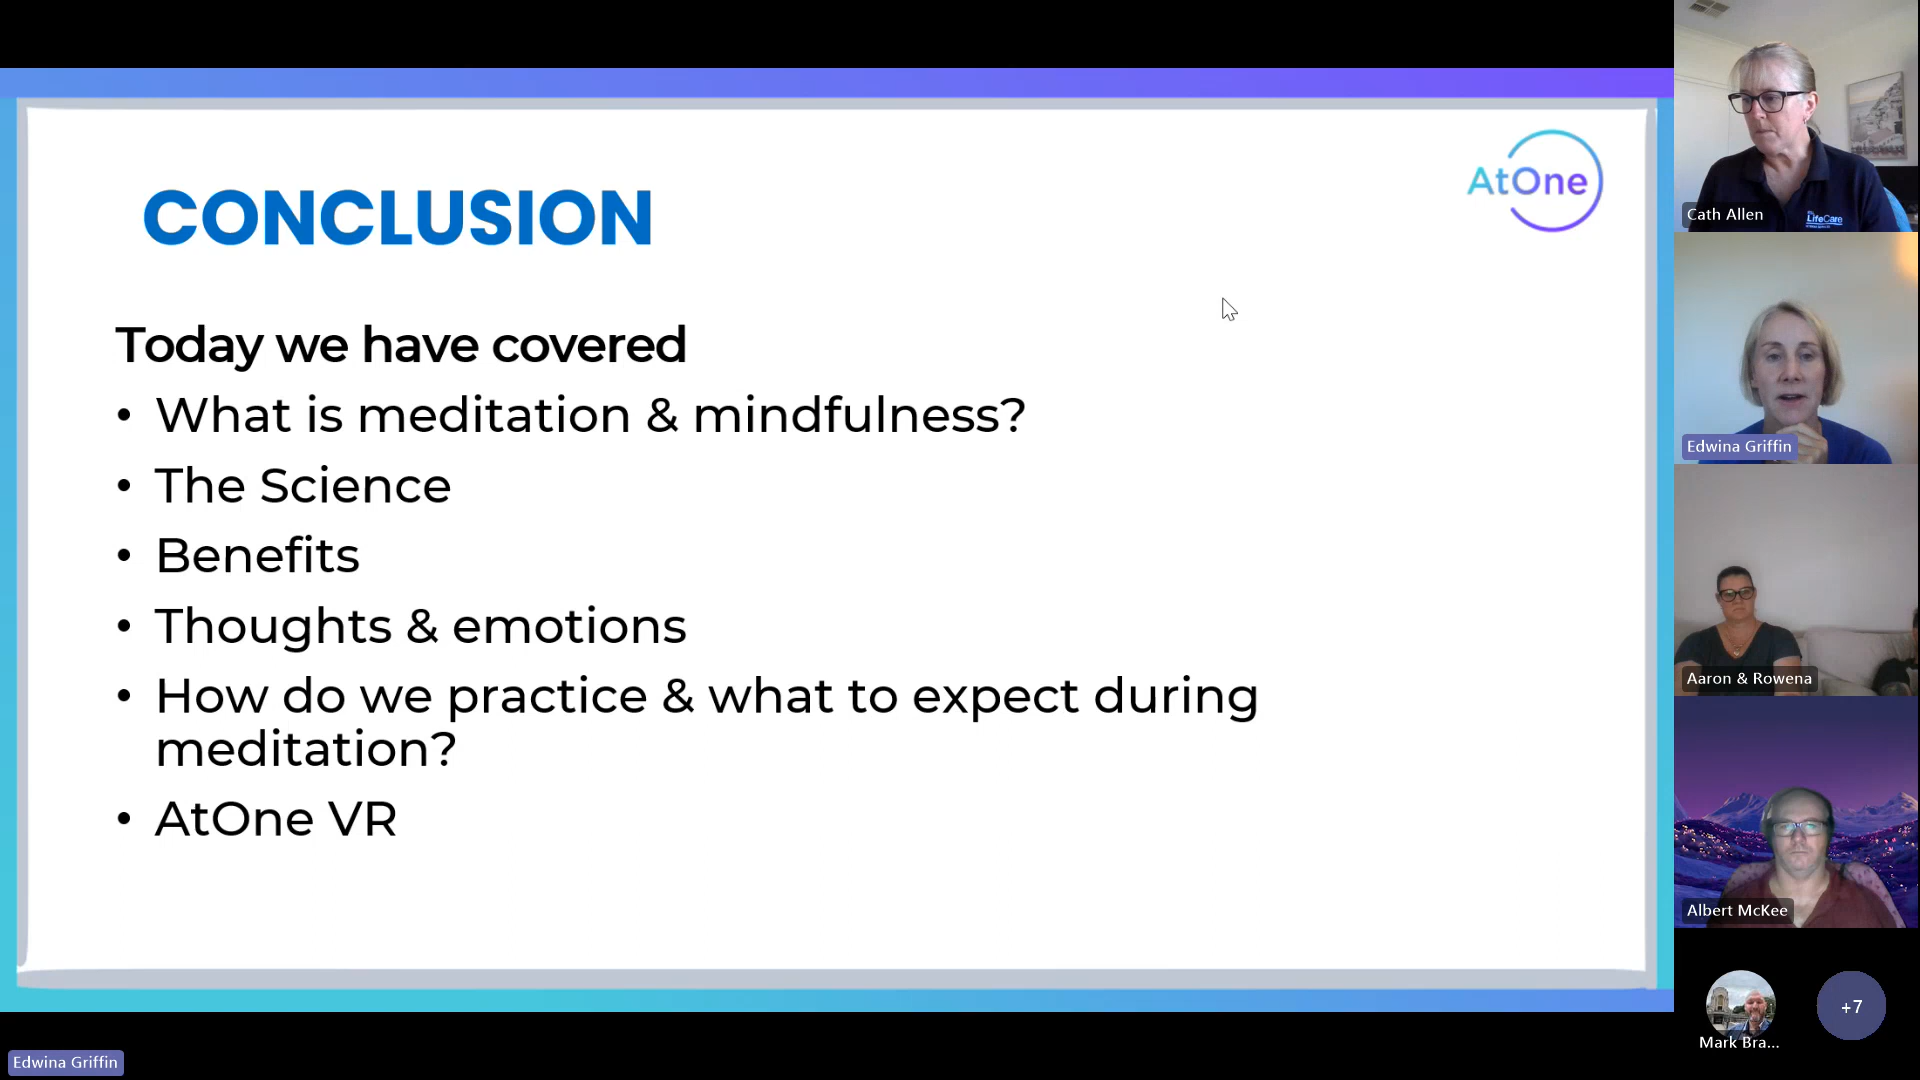 CONCLUSION
AtOne
Today we have covered
• What is meditation & mindfulness?
• The Science
• Benefits
• Thoughts & emotions
• How do we practice & what to expect during
meditation?
• AtOne VR
Cath Allen
LifeCare
Edwina Griffin
Aaron & Rowena
Albert McKee
Mark Bra...
+7
Edwina Griffin